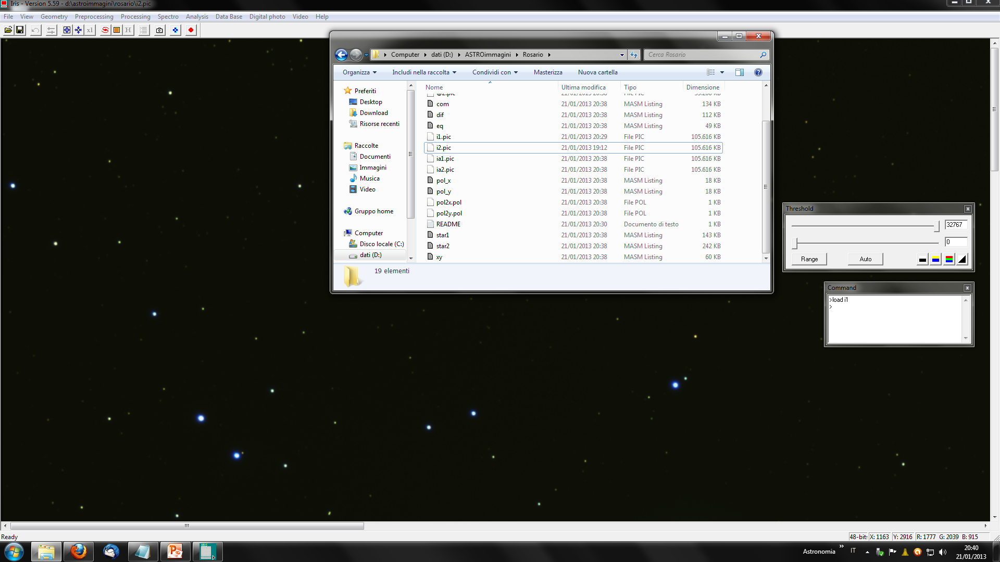 Iris - Version 5.59 - d:\astroimmagini\rosario\i2.pic
File View Geometry Preprocessing Processing Spectro Analysis Data Base Digital photo Video Help
x1 H
Computer dati (D:) ASTROimmagini Rosario
Cerca Rosario
Organizza Includi nella raccolta Condividi con Masterizza Nuova cartella
Preferiti
Desktop
Download
Risorse recenti
Raccolte
Documenti
Immagini
Musica
Video
Gruppo home
Computer
Disco locale (C:)
dati (D:)
Nome Ultima modifica Tipo Dimensione
com 21/01/2013 20:38 MASM Listing 134 KB
dif 21/01/2013 20:38 MASM Listing 112 KB
eq 21/01/2013 20:38 MASM Listing 49 KB
i1.pic 21/01/2013 20:29 File PIC 105.616 KB
i2.pic 21/01/2013 19:12 File PIC 105.616 KB
ia1.pic 21/01/2013 20:38 File PIC 105.616 KB
ia2.pic 21/01/2013 20:38 File PIC 105.616 KB
pol_x 21/01/2013 20:38 MASM Listing 18 KB
pol_y 21/01/2013 20:38 MASM Listing 18 KB
pol2x.pol 21/01/2013 20:38 File POL 1 KB
pol2y.pol 21/01/2013 20:38 File POL 1 KB
README 21/01/2013 20:30 Documento di testo 1 KB
star1 21/01/2013 20:38 MASM Listing 143 KB
star2 21/01/2013 20:38 MASM Listing 242 KB
xy 21/01/2013 20:38 MASM Listing 60 KB
19 elementi
Threshold
32767
0
Range Auto
Command
>load i1
>
Ready
48-bit: X: 1163 Y: 2916 R: 1777 G: 2039 B: 915
Astronomia » IT
20:40
21/01/2013